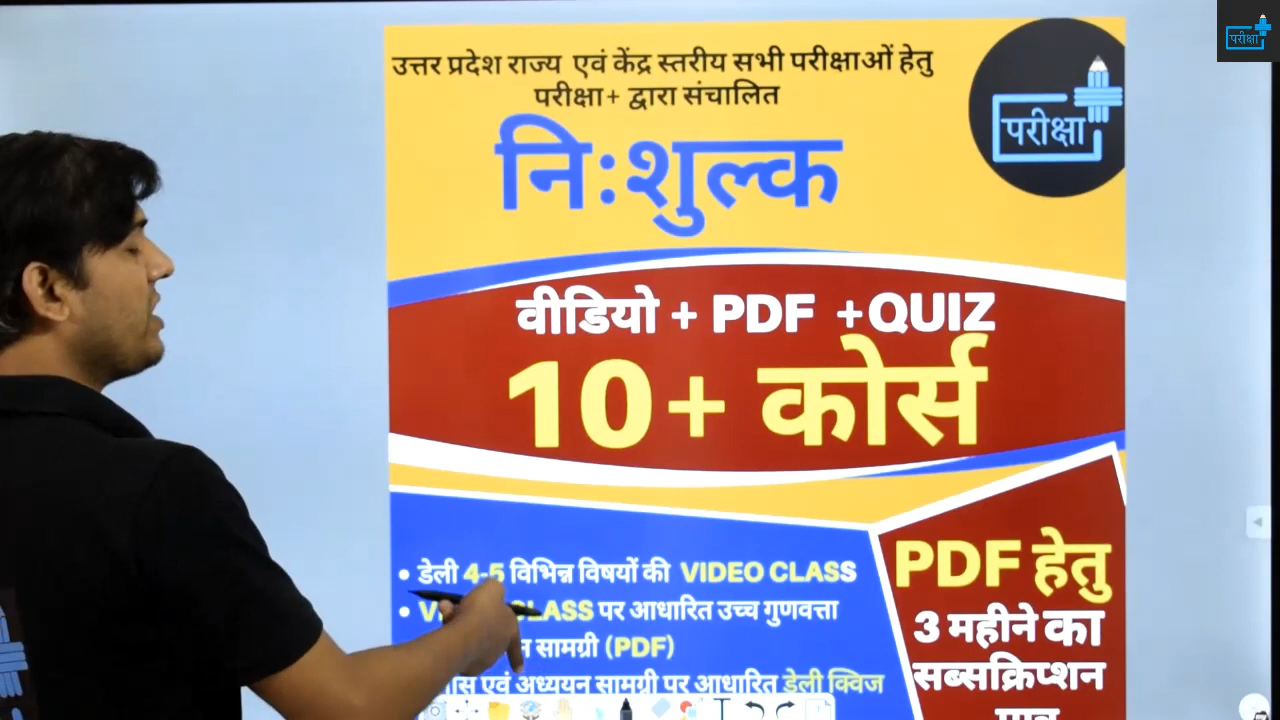 परीक्षा
उत्तर प्रदेश राज्य एवं केंद्र स्तरीय सभी परीक्षाओं हेतु
परीक्षा+ द्वारा संचालित
परीक्षा
निःशुल्क
वीडियो + PDF +QUIZ
10+ कोर्स
• डेली 4-5 विभिन्न विषयों की VIDEO CLASS
• CLASS पर आधारित उच्च गुणवत्ता
सामग्री (PDF)
एवं अध्ययन सामग्री पर आधारित डेली क्विज
PDF हेतु
3 महीने का
सब्सक्रिप्शन